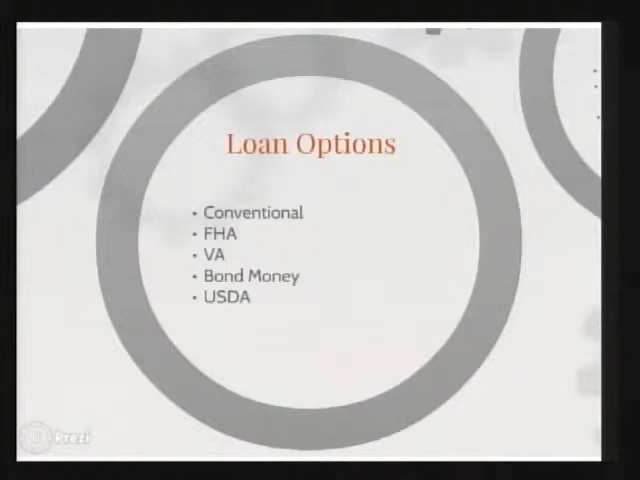 Loan Options
• Conventional
• FHA
• VA
• Bond Money
• USDA
Prezi